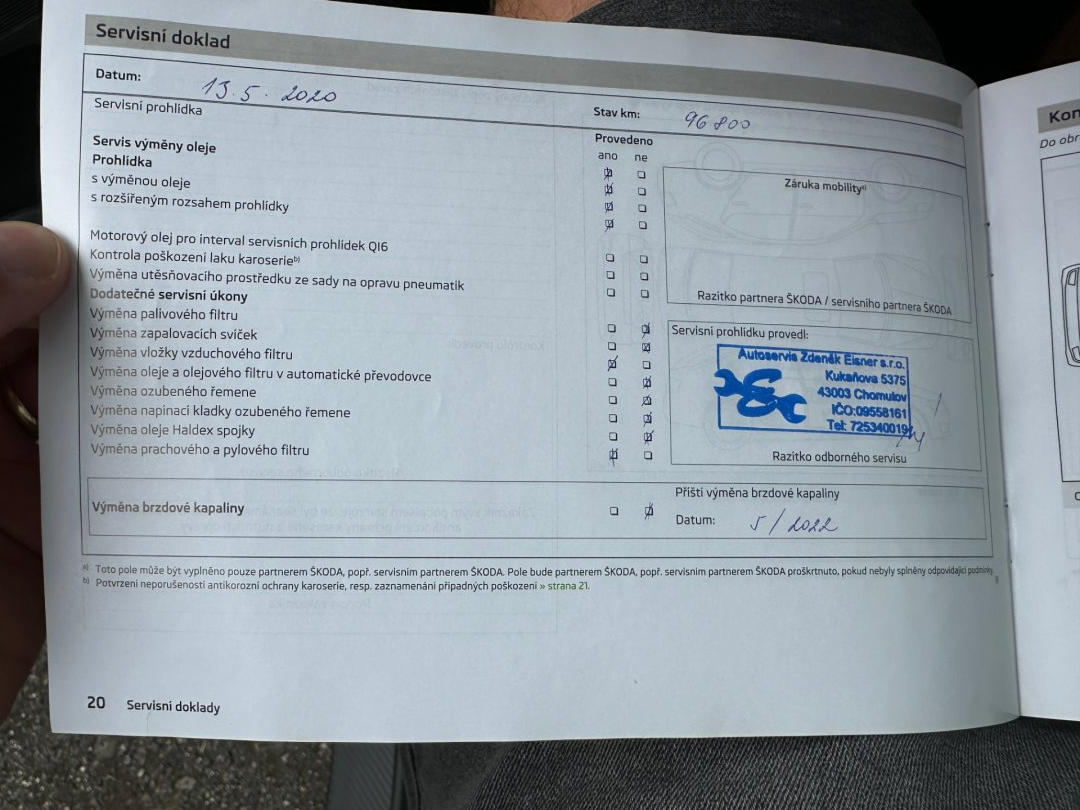 Servisní doklad
Datum: 13.5. 2020
Stav km: 96 800
Servisní prohlídka
Provedeno
ano ne
Servis výměny oleje
Prohlídka
s výměnou oleje
s rozšířeným rozsahem prohlídky
Motorový olej pro interval servisních prohlídek QI6
Kontrola poškození laku karoserieb)
Výměna utěsňovacího prostředku ze sady na opravu pneumatik
Dodatečné servisní úkony
Výměna palivového filtru
Výměna zapalovacích svíček
Výměna vložky vzduchového filtru
Výměna oleje a olejového filtru v automatické převodovce
Výměna ozubeného řemene
Výměna napínací kladky ozubeného řemene
Výměna oleje Haldex spojky
Výměna prachového a pylového filtru
Záruka mobilitya)
Razítko partnera ŠKODA / servisního partnera ŠKODA
Servisní prohlídku provedl:
Autoservis Zdeněk Eisner s.r.o.
Kukaňova 5375
43003 Chomutov
IČO:09558161
Tel: 725340019
Razítko odborného servisu
Výměna brzdové kapaliny
Příští výměna brzdové kapaliny
Datum: 5/2022
a) Toto pole může být vyplněno pouze partnerem ŠKODA, popř. servisním partnerem ŠKODA. Pole bude partnerem ŠKODA, popř. servisním partnerem ŠKODA proškrtnuto, pokud nebyly splněny odpovídající podmínky.
b) Potvrzení neporušenosti antikorozní ochrany karoserie, resp. zaznamenání případných poškození » strana 21.
20 Servisní doklady
Kon
Do obr